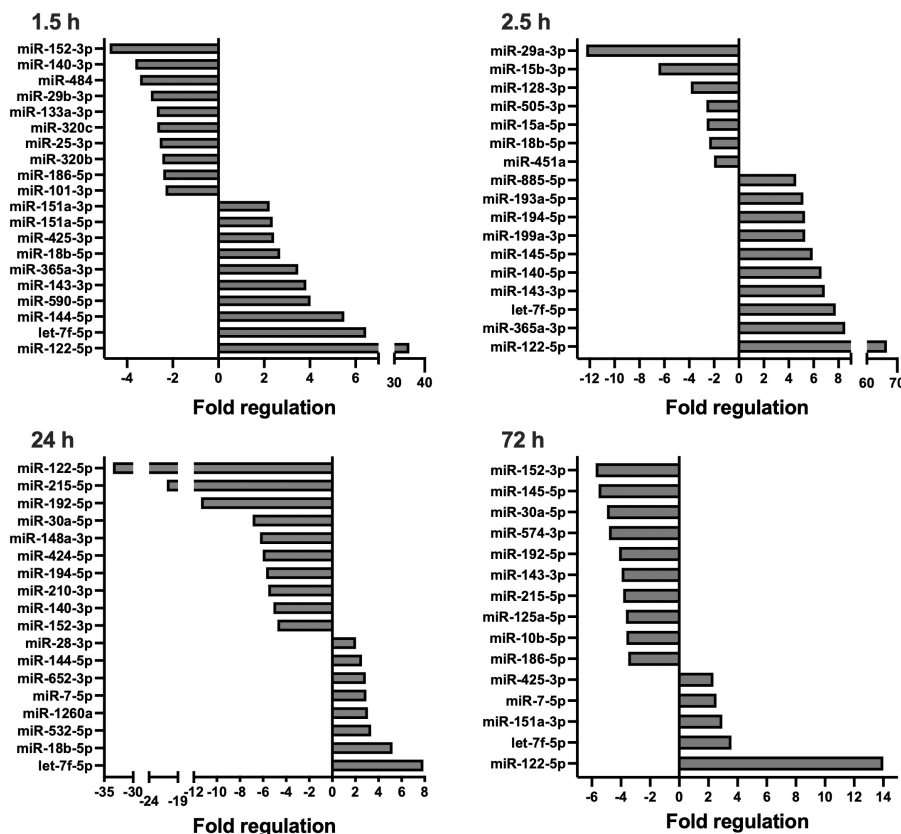 1.5 h
miR-152-3p
miR-140-3p
miR-484
miR-29b-3p
miR-133a-3p
miR-320c
miR-25-3p
miR-320b
miR-186-5p
miR-101-3p
miR-151a-3p
miR-151a-5p
miR-425-3p
miR-18b-5p
miR-365a-3p
miR-143-3p
miR-590-5p
miR-144-5p
let-7f-5p
miR-122-5p
-4 -2 0 2 4 6 30 40
Fold regulation
2.5 h
miR-29a-3p
miR-15b-3p
miR-128-3p
miR-505-3p
miR-15a-5p
miR-18b-5p
miR-451a
miR-885-5p
miR-193a-5p
miR-194-5p
miR-199a-3p
miR-145-5p
miR-140-5p
miR-143-3p
let-7f-5p
miR-365a-3p
miR-122-5p
-12 -10 -8 -6 -4 -2 0 2 4 6 8 60 70
Fold regulation
24 h
miR-122-5p
miR-215-5p
miR-192-5p
miR-30a-5p
miR-148a-3p
miR-424-5p
miR-194-5p
miR-210-3p
miR-140-3p
miR-152-3p
miR-28-3p
miR-144-5p
miR-652-3p
miR-7-5p
miR-1260a
miR-532-5p
miR-18b-5p
let-7f-5p
-35 -30 -24 -19 -12 -10 -8 -6 -4 -2 0 2 4 6 8
Fold regulation
72 h
miR-152-3p
miR-145-5p
miR-30a-5p
miR-574-3p
miR-192-5p
miR-143-3p
miR-215-5p
miR-125a-5p
miR-10b-5p
miR-186-5p
miR-425-3p
miR-7-5p
miR-151a-3p
let-7f-5p
miR-122-5p
-6 -4 -2 0 2 4 6 8 10 12 14
Fold regulation